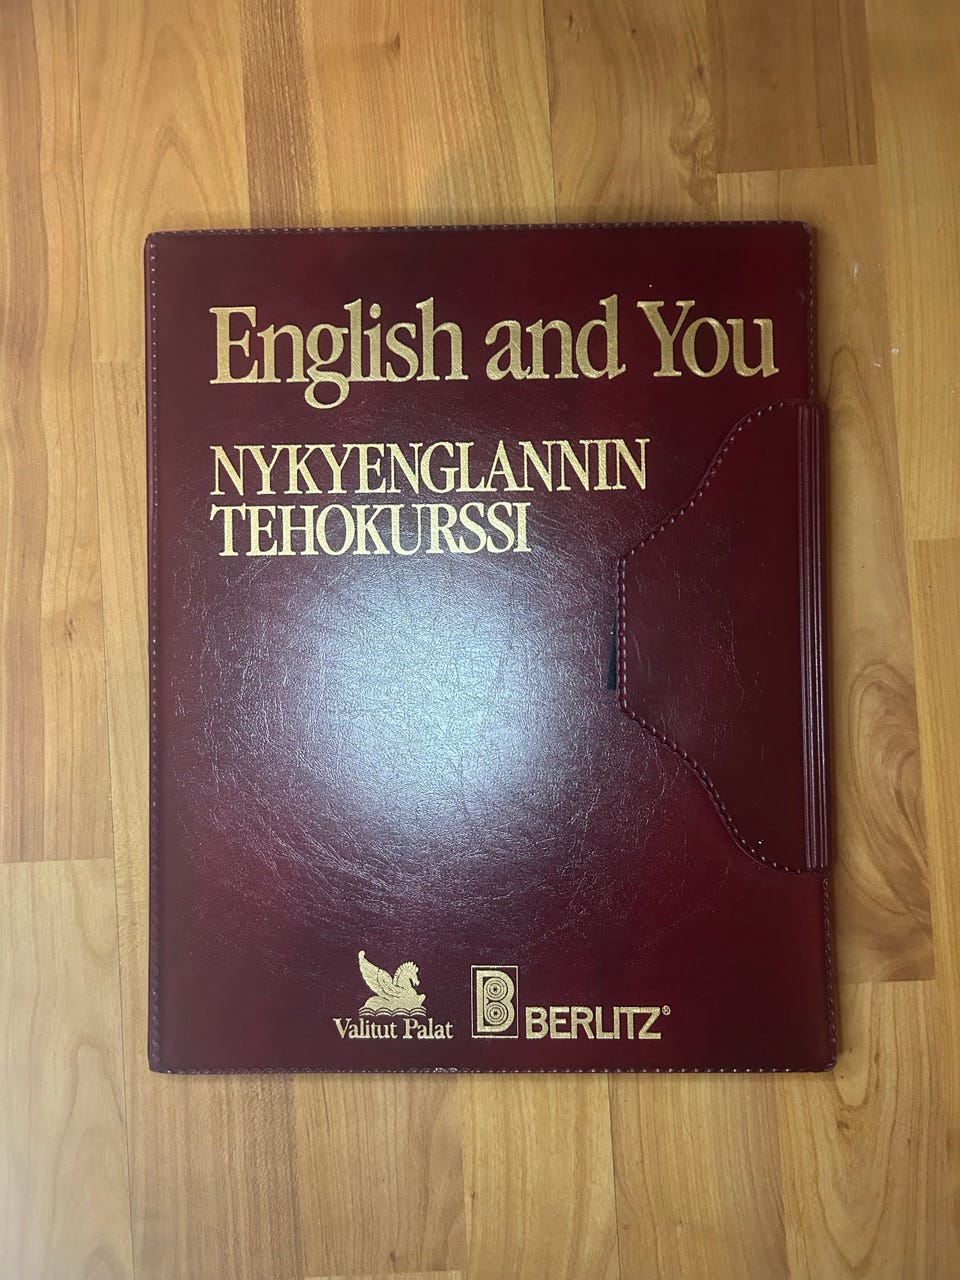 English and You
NYKYENGLANNIN
TEHOKURSSI
Valitut Palat
B BERLITZ®